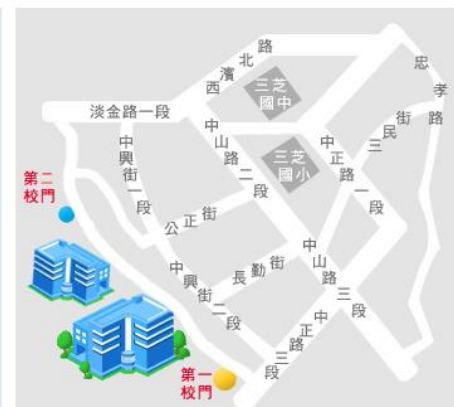 西濱北路
忠孝路
三芝
國中
淡金路一段
中山路二段
三民街
中正路一段
三芝
國小
中興街一段
第二
校門
公正街
中山路三段
長勤街
中興街二段
中正路三段
第一
校門